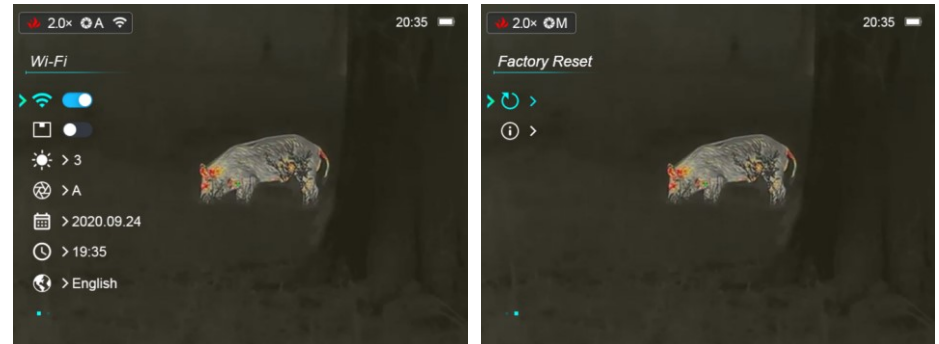 2.0× A
20:35
Wi-Fi
3
A
2020.09.24
19:35
English
2.0× M
20:35
Factory Reset